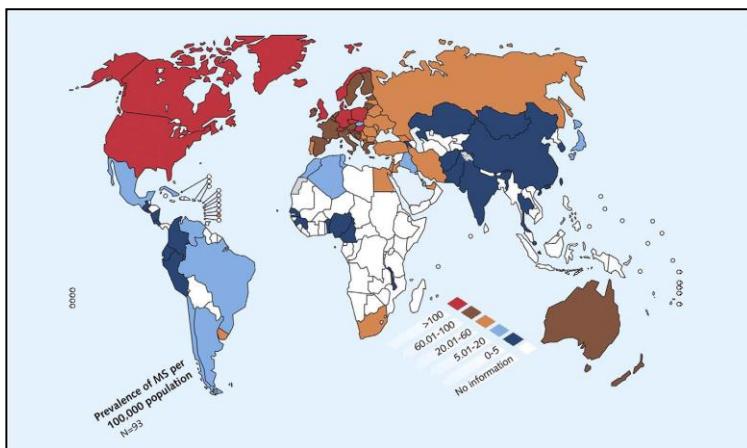 >100
60.01-100
20.01-60
5.01-20
0-5
No information
Prevalence of MS per
100,000 population
N=93